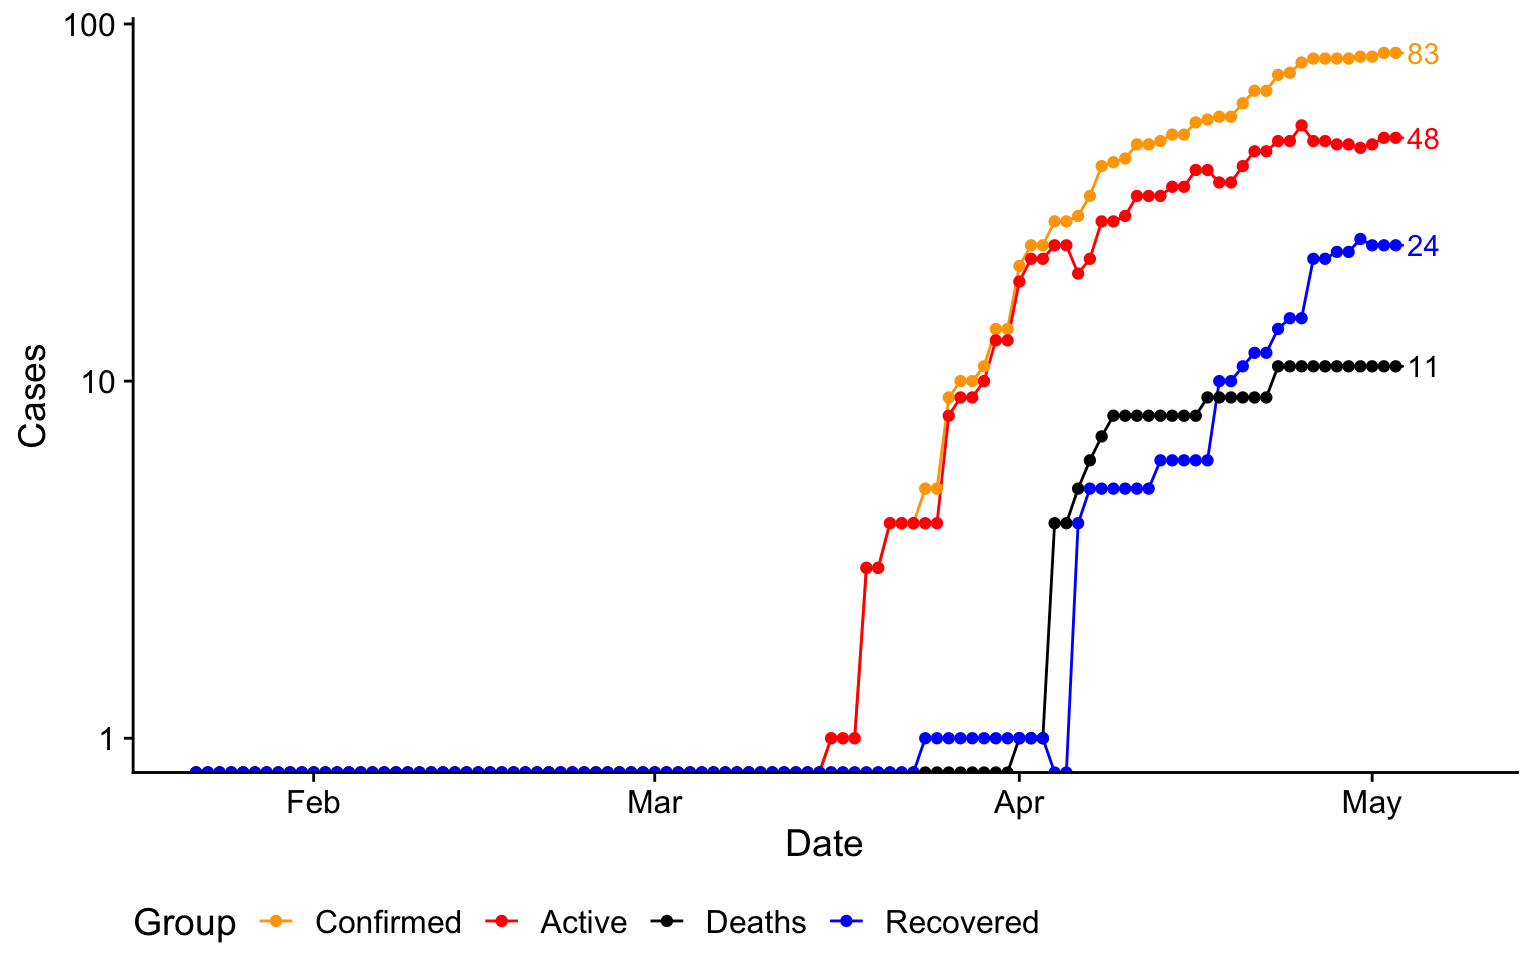 100
10
1
Cases
83
48
24
11
Feb Mar Apr May
Date
Group Confirmed Active Deaths Recovered